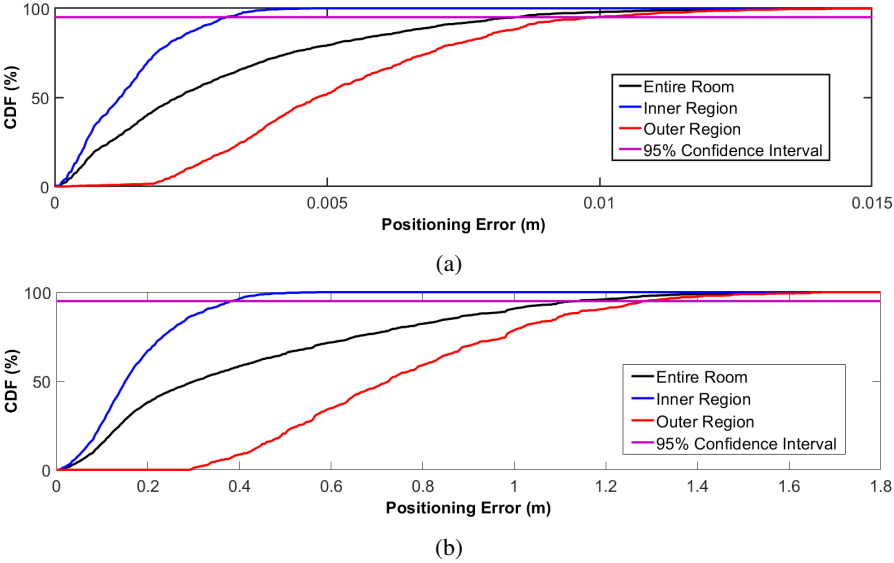 100
50
0
CDF (%)
Entire Room
Inner Region
Outer Region
95% Confidence Interval
0 0.005 0.01 0.015
Positioning Error (m)
(a)
100
50
0
CDF (%)
Entire Room
Inner Region
Outer Region
95% Confidence Interval
0 0.2 0.4 0.6 0.8 1 1.2 1.4 1.6 1.8
Positioning Error (m)
(b)